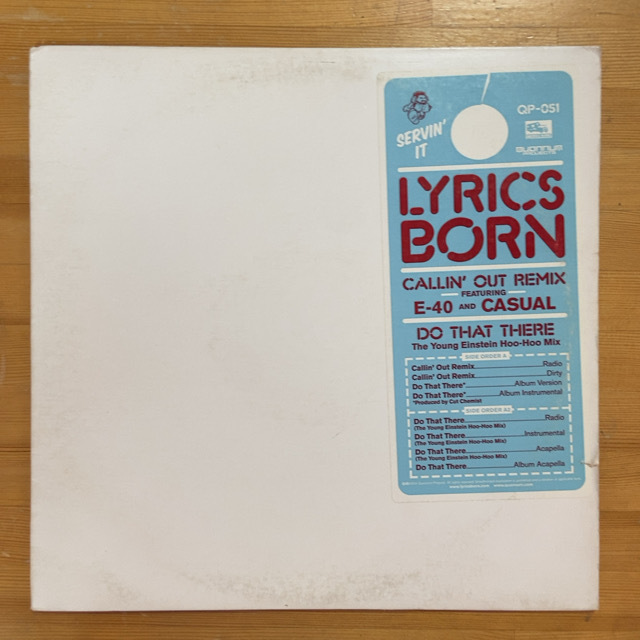 SERVIN'
IT
QP-051
QUANNUM
PROJECTS
LYRICS
BORN
CALLIN' OUT REMIX
FEATURING
E-40 AND CASUAL
DO THAT THERE
The Young Einstein Hoo-Hoo Mix
SIDE ORDER A
Callin' Out Remix Radio
Callin' Out Remix Dirty
Do That There* Album Version
Do That There* Album Instrumental
*Produced by Cut Chemist
SIDE ORDER A2
Do That There Radio
(The Young Einstein Hoo-Hoo Mix)
Do That There Instrumental
(The Young Einstein Hoo-Hoo Mix)
Do That There Acapella
(The Young Einstein Hoo-Hoo Mix)
Do That There Album Acapella